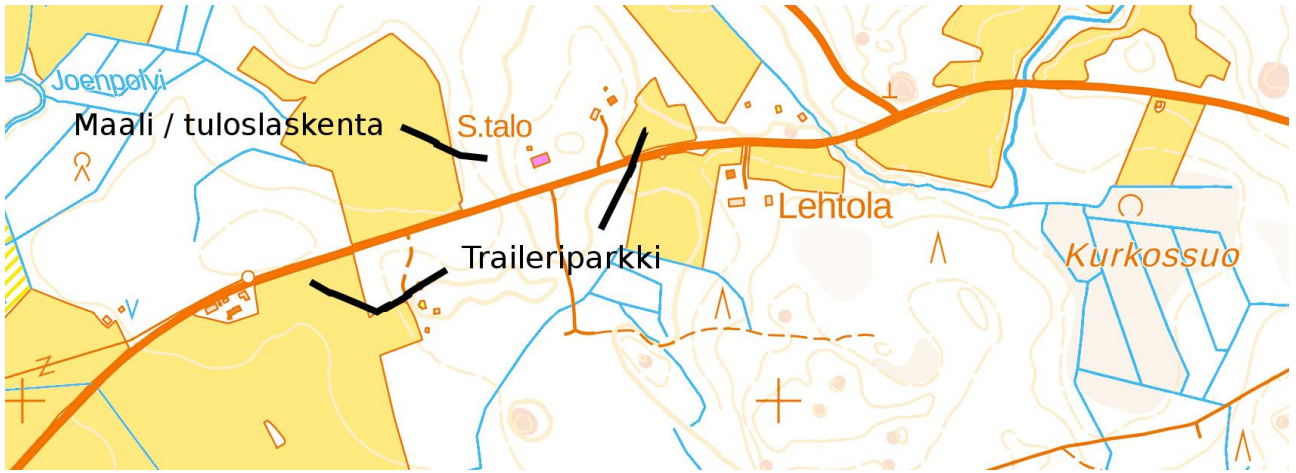 Joenpolvi
Maali / tuloslaskenta
S.talo
Lehtola
Traileriparkki
Kurkossuo